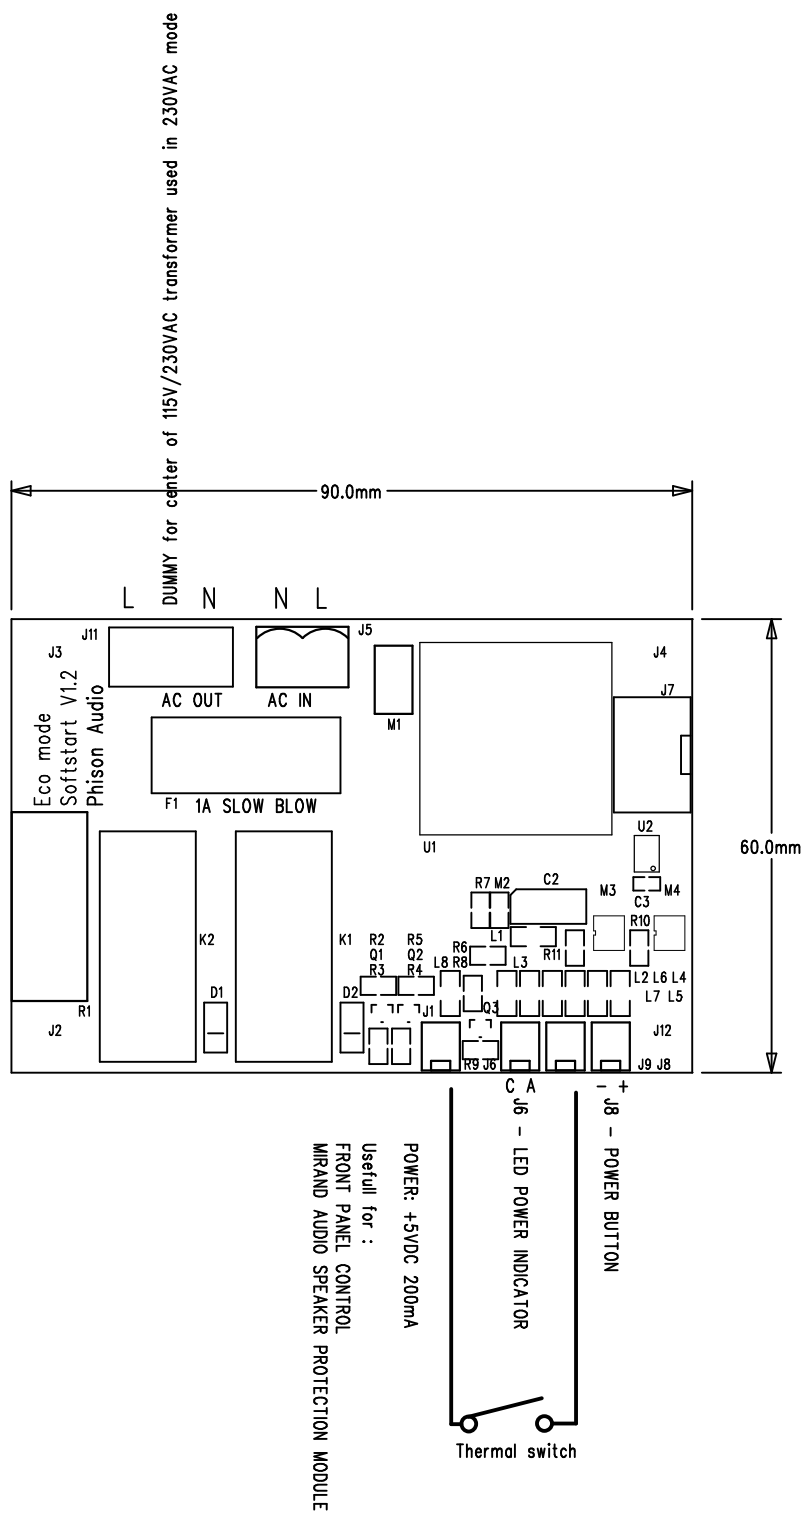 DUMMY for center of 115V/230VAC transformer used in 230VAC mode
90.0mm
L N N L
J11
J5
J3
J4
J7
AC OUT
AC IN
M1
Eco mode
Softstart V1.2
Phison Audio
F1 1A SLOW BLOW
U2
U1
60.0mm
R7 M2
C2
M3
M4
C3
R10
K2
K1
R2
R5
L1
Q1
Q2
R6
R11
R3
R4
L8 R8
L3
L2 L6 L4
L7 L5
R1
D1
D2
J1
Q3
J2
J12
R9 J6
J9 J8
C A
- +
J6 - LED POWER INDICATOR
J8 - POWER BUTTON
POWER: +5VDC 200mA
Usefull for :
FRONT PANEL CONTROL
MIRAND AUDIO SPEAKER PROTECTION MODULE
Thermal switch